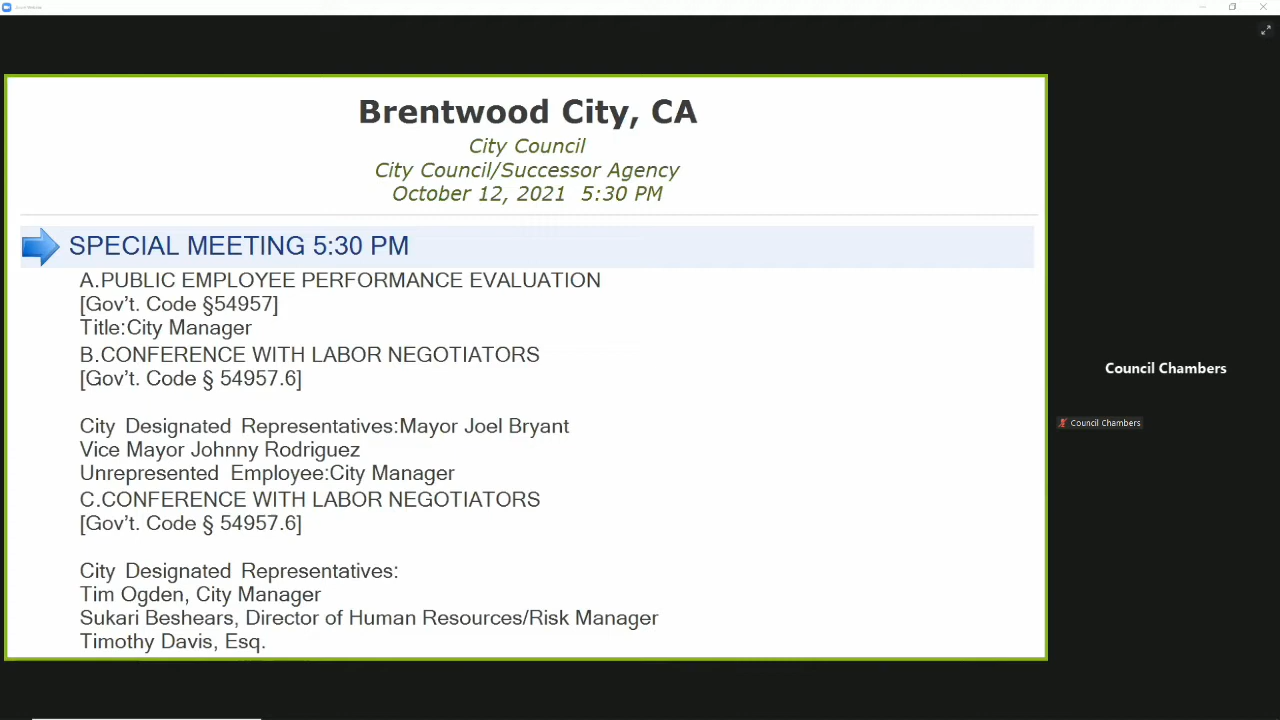 Brentwood City, CA
City Council
City Council/Successor Agency
October 12, 2021 5:30 PM
SPECIAL MEETING 5:30 PM
A.PUBLIC EMPLOYEE PERFORMANCE EVALUATION
[Gov’t. Code §54957]
Title:City Manager
B.CONFERENCE WITH LABOR NEGOTIATORS
[Gov’t. Code § 54957.6]
City Designated Representatives:Mayor Joel Bryant
Vice Mayor Johnny Rodriguez
Unrepresented Employee:City Manager
C.CONFERENCE WITH LABOR NEGOTIATORS
[Gov’t. Code § 54957.6]
City Designated Representatives:
Tim Ogden, City Manager
Sukari Beshears, Director of Human Resources/Risk Manager
Timothy Davis, Esq.
Council Chambers
Council Chambers